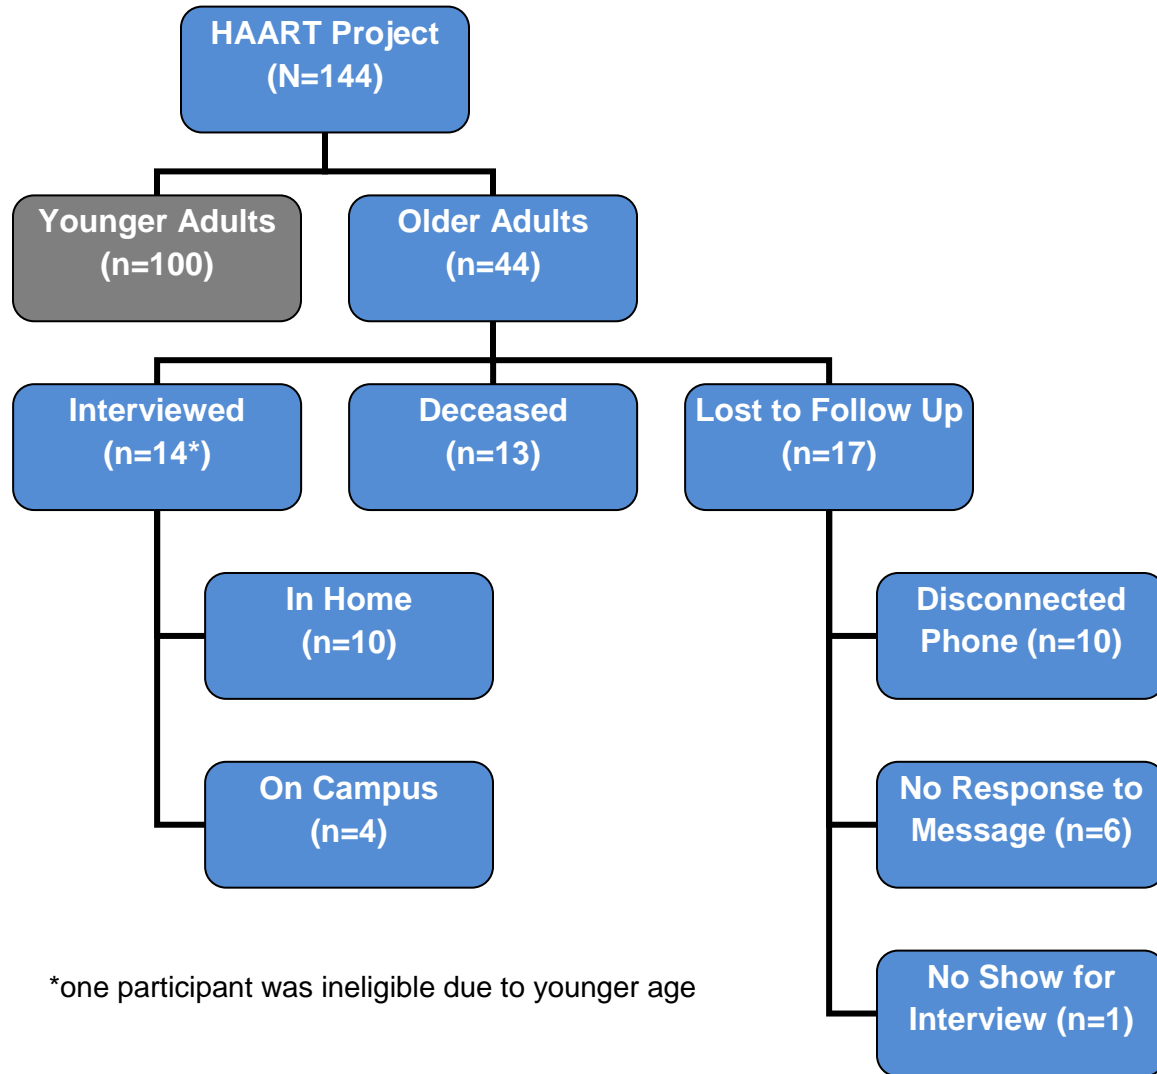 HAART Project
(N=144)
Younger Adults
(n=100)
Older Adults
(n=44)
Interviewed
(n=14*)
Deceased
(n=13)
Lost to Follow Up
(n=17)
In Home
(n=10)
On Campus
(n=4)
Disconnected
Phone (n=10)
No Response to
Message (n=6)
No Show for
Interview (n=1)
*one participant was ineligible due to younger age